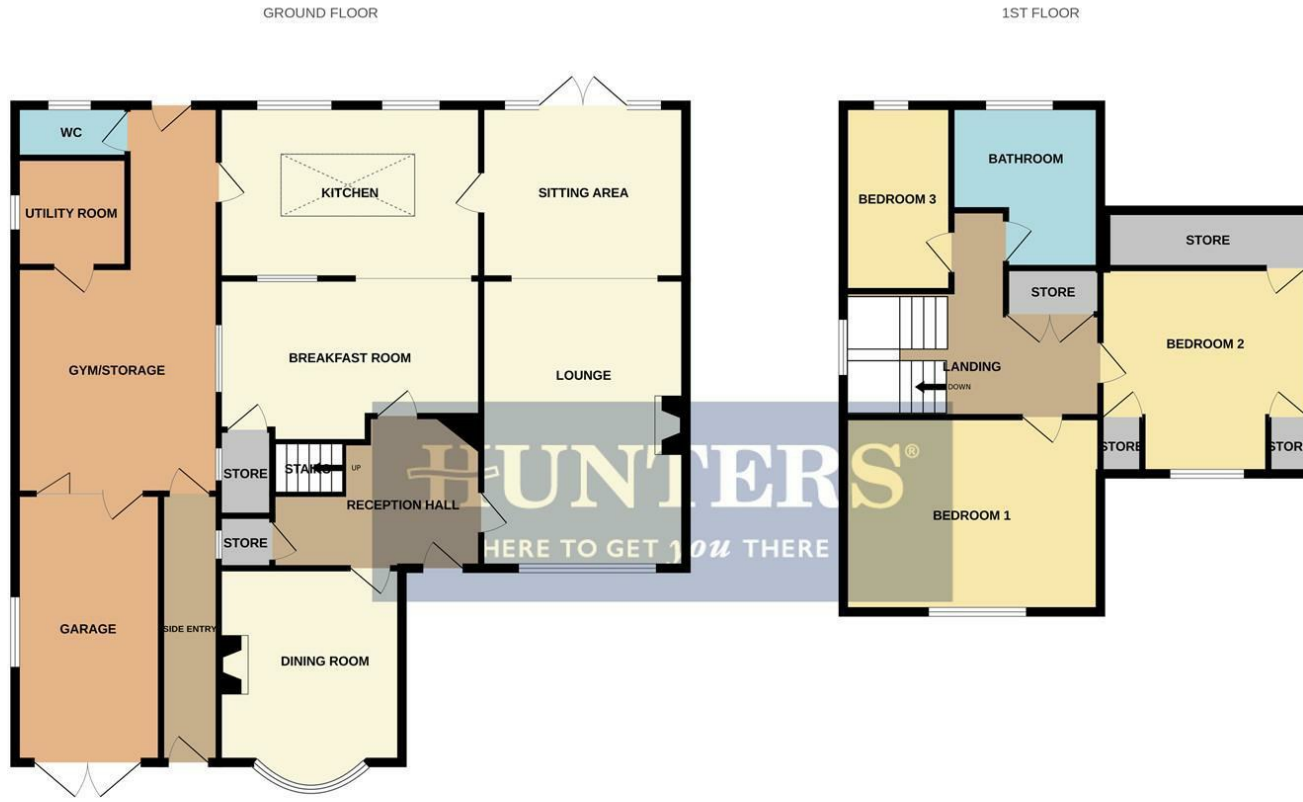 GROUND FLOOR
1ST FLOOR
WC
UTILITY ROOM
KITCHEN
SITTING AREA
GYM/STORAGE
BREAKFAST ROOM
LOUNGE
STORE
STAIRS
UP
RECEPTION HALL
STORE
GARAGE
SIDE ENTRY
DINING ROOM
HUNTERS®
HERE TO GET you THERE
BEDROOM 3
BATHROOM
STORE
STORE
BEDROOM 2
LANDING
DOWN
STORE
STORE
BEDROOM 1